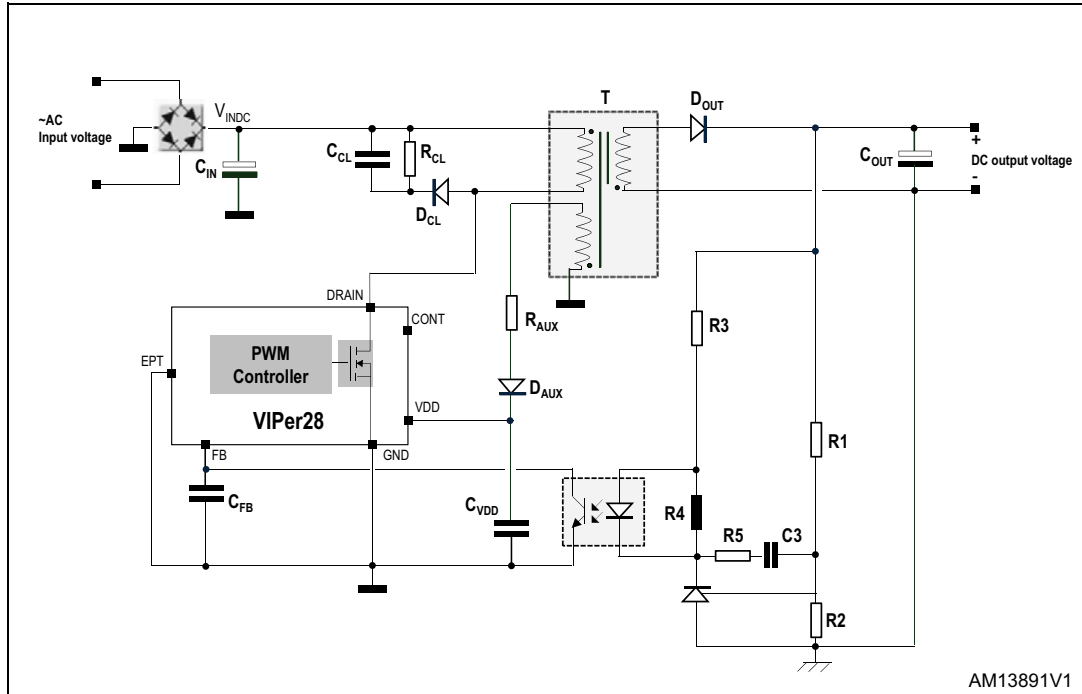 T
D_OUT
~AC
Input voltage
V_INDC
C_IN
C_CL
R_CL
D_CL
C_OUT
+
DC output voltage
-
DRAIN
CONT
R_AUX
R3
EPT
PWM
Controller
D_AUX
VDD
VIPer28
R1
FB
GND
C_FB
C_VDD
R4
R5
C3
R2
AM13891V1